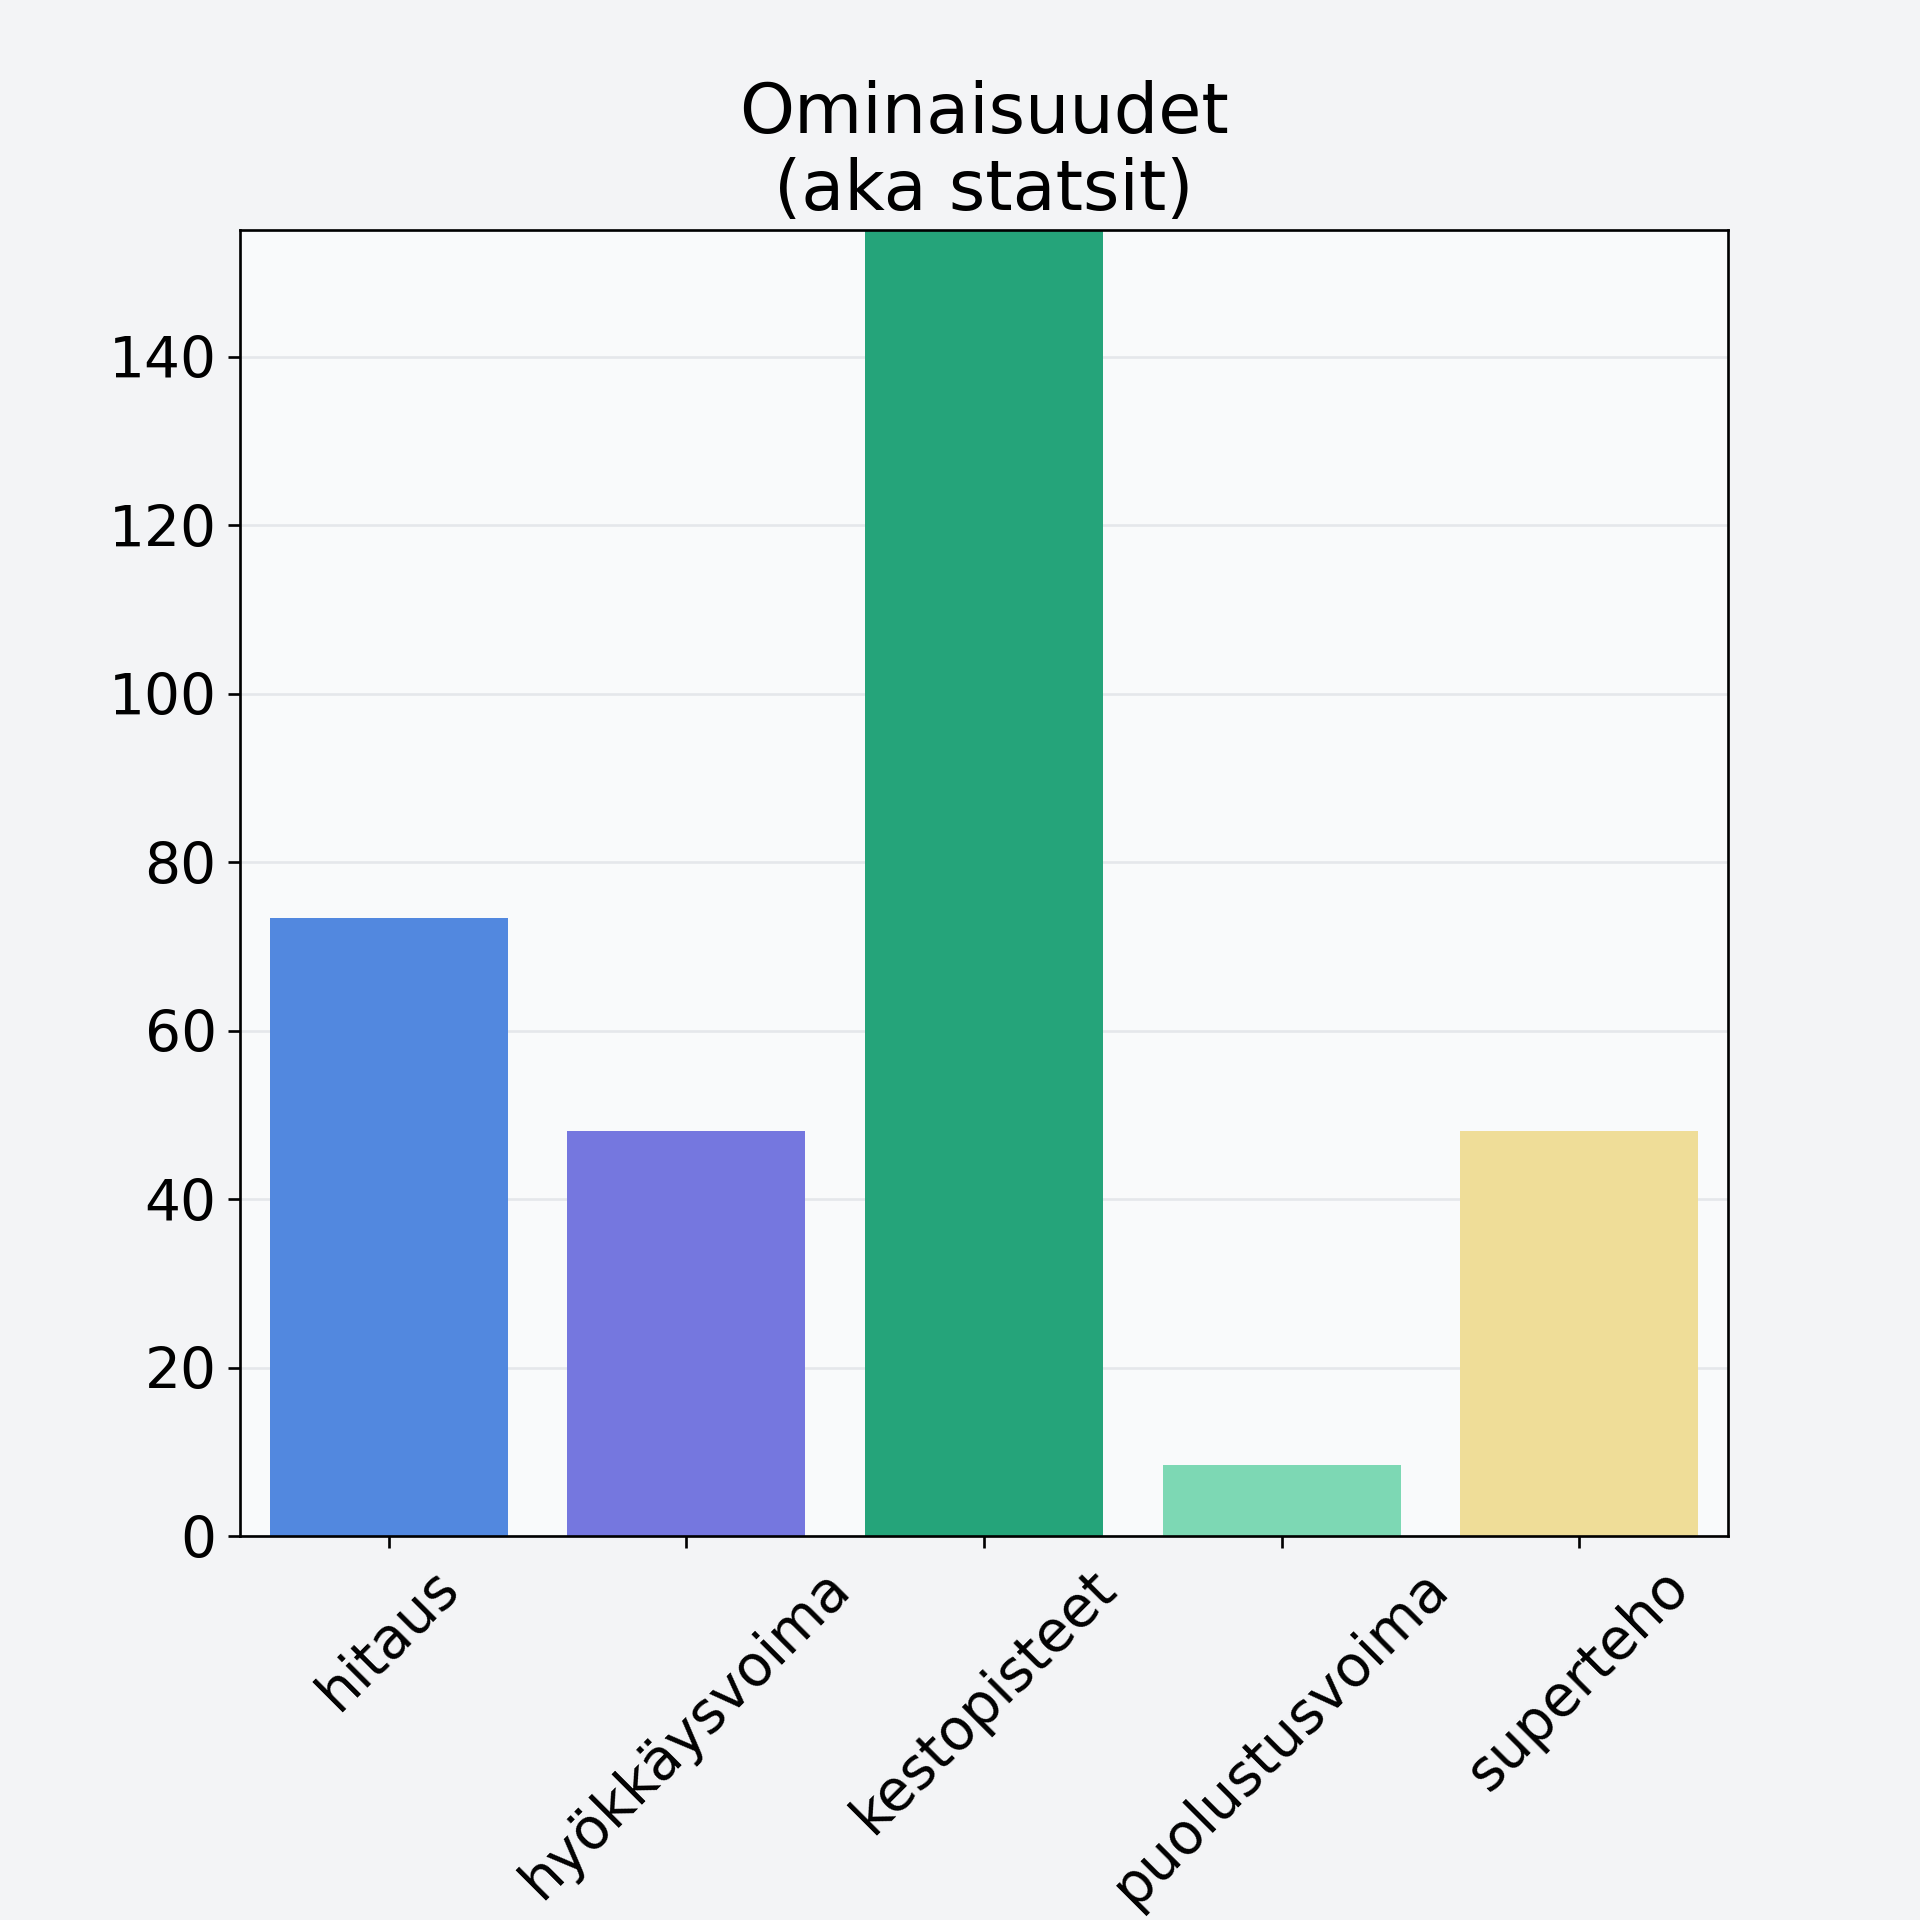 Ominaisuudet
(aka statsit)
140
120
100
80
60
40
20
0
hitaus
hyökkäysvoima
kestopisteet
puolustusvoima
superteho